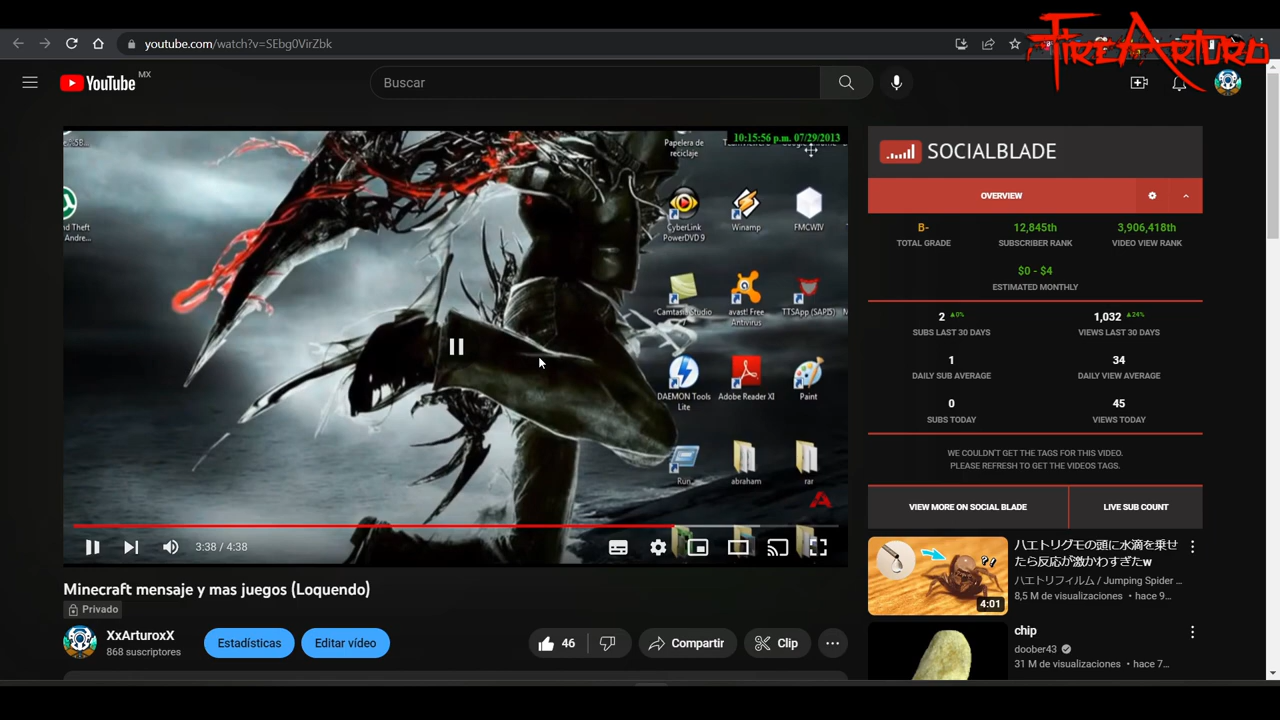 FireArturo
youtube.com/watch?v=SEbg0VirZbk
YouTube MX
Buscar
10:15:56 p.m. 07/29/2013
Papelera de
reciclaje
nd Theft
Andre...
CyberLink
PowerDVD 9
Winamp
FMCWIV
Camtasia Studio
avast! Free
Antivirus
TTSApp (SAPI5)
DAEMON Tools
Lite
Adobe Reader XI
Paint
Run...
abraham
rar
3:38 / 4:38
Minecraft mensaje y mas juegos (Loquendo)
Privado
XxArturoxX
868 suscriptores
Estadísticas
Editar vídeo
46
Compartir
Clip
SOCIALBLADE
OVERVIEW
B-
TOTAL GRADE
12,845th
SUBSCRIBER RANK
3,906,418th
VIDEO VIEW RANK
$0 - $4
ESTIMATED MONTHLY
2 ▲0%
SUBS LAST 30 DAYS
1,032 ▲24%
VIEWS LAST 30 DAYS
1
DAILY SUB AVERAGE
34
DAILY VIEW AVERAGE
0
SUBS TODAY
45
VIEWS TODAY
WE COULDN'T GET THE TAGS FOR THIS VIDEO.
PLEASE REFRESH TO GET THE VIDEOS TAGS.
VIEW MORE ON SOCIAL BLADE
LIVE SUB COUNT
?!
4:01
ハエトリグモの頭に水滴を乗せ
たら反応が激かわすぎたw
ハエトリフィルム / Jumping Spider ...
8,5 M de visualizaciones • hace 9...
chip
doober43
31 M de visualizaciones • hace 7...